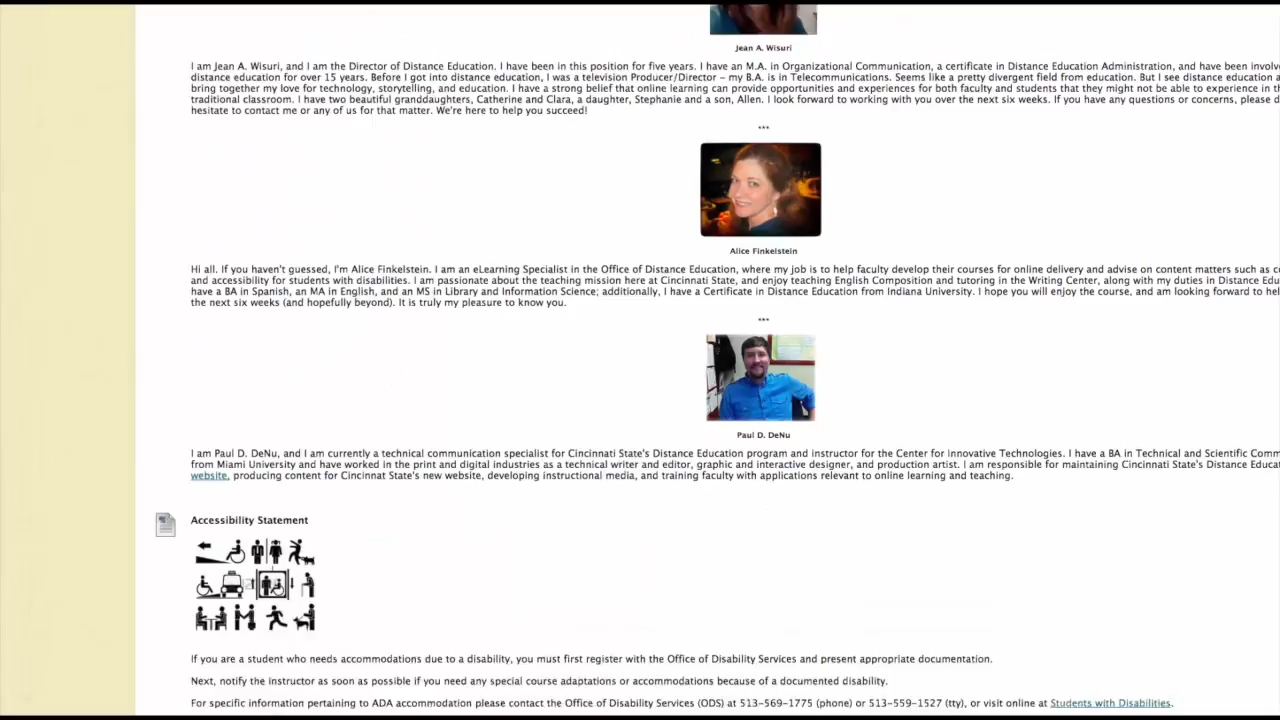 Jean A. Wisuri
I am Jean A. Wisuri, and I am the Director of Distance Education. I have been in this position for five years. I have an M.A. in Organizational Communication, a certificate in Distance Education Administration, and have been
distance education for over 15 years. Before I got into distance education, I was a television Producer/Director – my B.A. is in Telecommunications. Seems like a pretty divergent field from education. But I see distance education a
bring together my love for technology, storytelling, and education. I have a strong belief that online learning can provide opportunities and experiences for both faculty and students that they might not be able to experience in
traditional classroom. I have two beautiful granddaughters, Catherine and Clara, a daughter, Stephanie and a son, Allen. I look forward to working with you over the next six weeks. If you have any questions or concerns, please
hesitate to contact me or any of us for that matter. We're here to help you succeed!
***
Alice Finkelstein
Hi all. If you haven't guessed, I'm Alice Finkelstein. I am an eLearning Specialist in the Office of Distance Education, where my job is to help faculty develop their courses for online delivery and advise on content matters such as
and accessibility for students with disabilities. I am passionate about the teaching mission here at Cincinnati State, and enjoy teaching English Composition and tutoring in the Writing Center, along with my duties in Distance
have a BA in Spanish, an MA in English, and an MS in Library and Information Science; additionally, I have a Certificate in Distance Education from Indiana University. I hope you will enjoy the course, and am looking forward to
the next six weeks (and hopefully beyond). It is truly my pleasure to know you.
***
Paul D. DeNu
I am Paul D. DeNu, and I am currently a technical communication specialist for Cincinnati State's Distance Education program and instructor for the Center for Innovative Technologies. I have a BA in Technical and Scientific
from Miami University and have worked in the print and digital industries as a technical writer and editor, graphic and interactive designer, and production artist. I am responsible for maintaining Cincinnati State's Distance
website, producing content for Cincinnat State's new website, developing instructional media, and training faculty with applications relevant to online learning and teaching.
Accessibility Statement
If you are a student who needs accommodations due to a disability, you must first register with the Office of Disability Services and present appropriate documentation.
Next, notify the instructor as soon as possible if you need any special course adaptations or accommodations because of a documented disability.
For specific information pertaining to ADA accommodation please contact the Office of Disability Services (ODS) at 513-569-1775 (phone) or 513-559-1527 (tty), or visit online at Students with Disabilities.